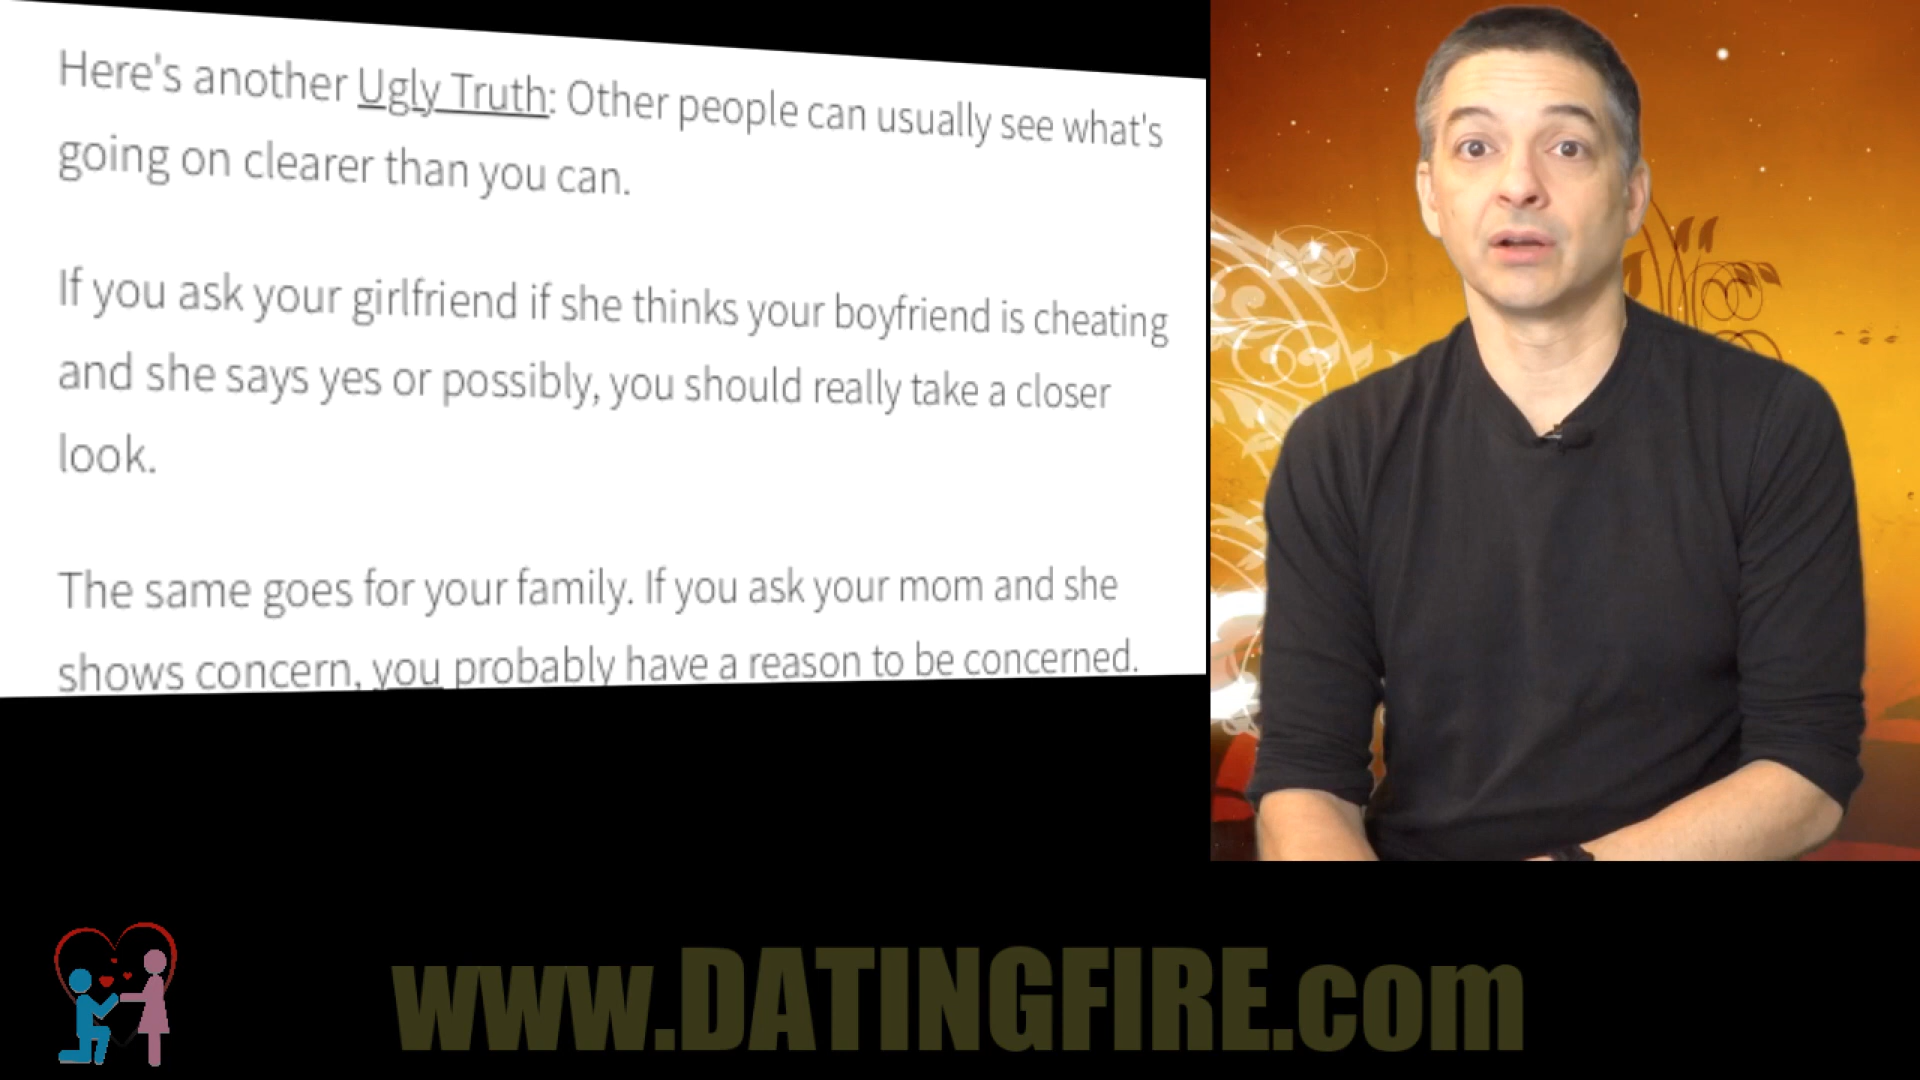 Here's another Ugly Truth: Other people can usually see what's
going on clearer than you can.
If you ask your girlfriend if she thinks your boyfriend is cheating
and she says yes or possibly, you should really take a closer
look.
The same goes for your family. If you ask your mom and she
shows concern, you probably have a reason to be concerned.
www.DATINGFIRE.com